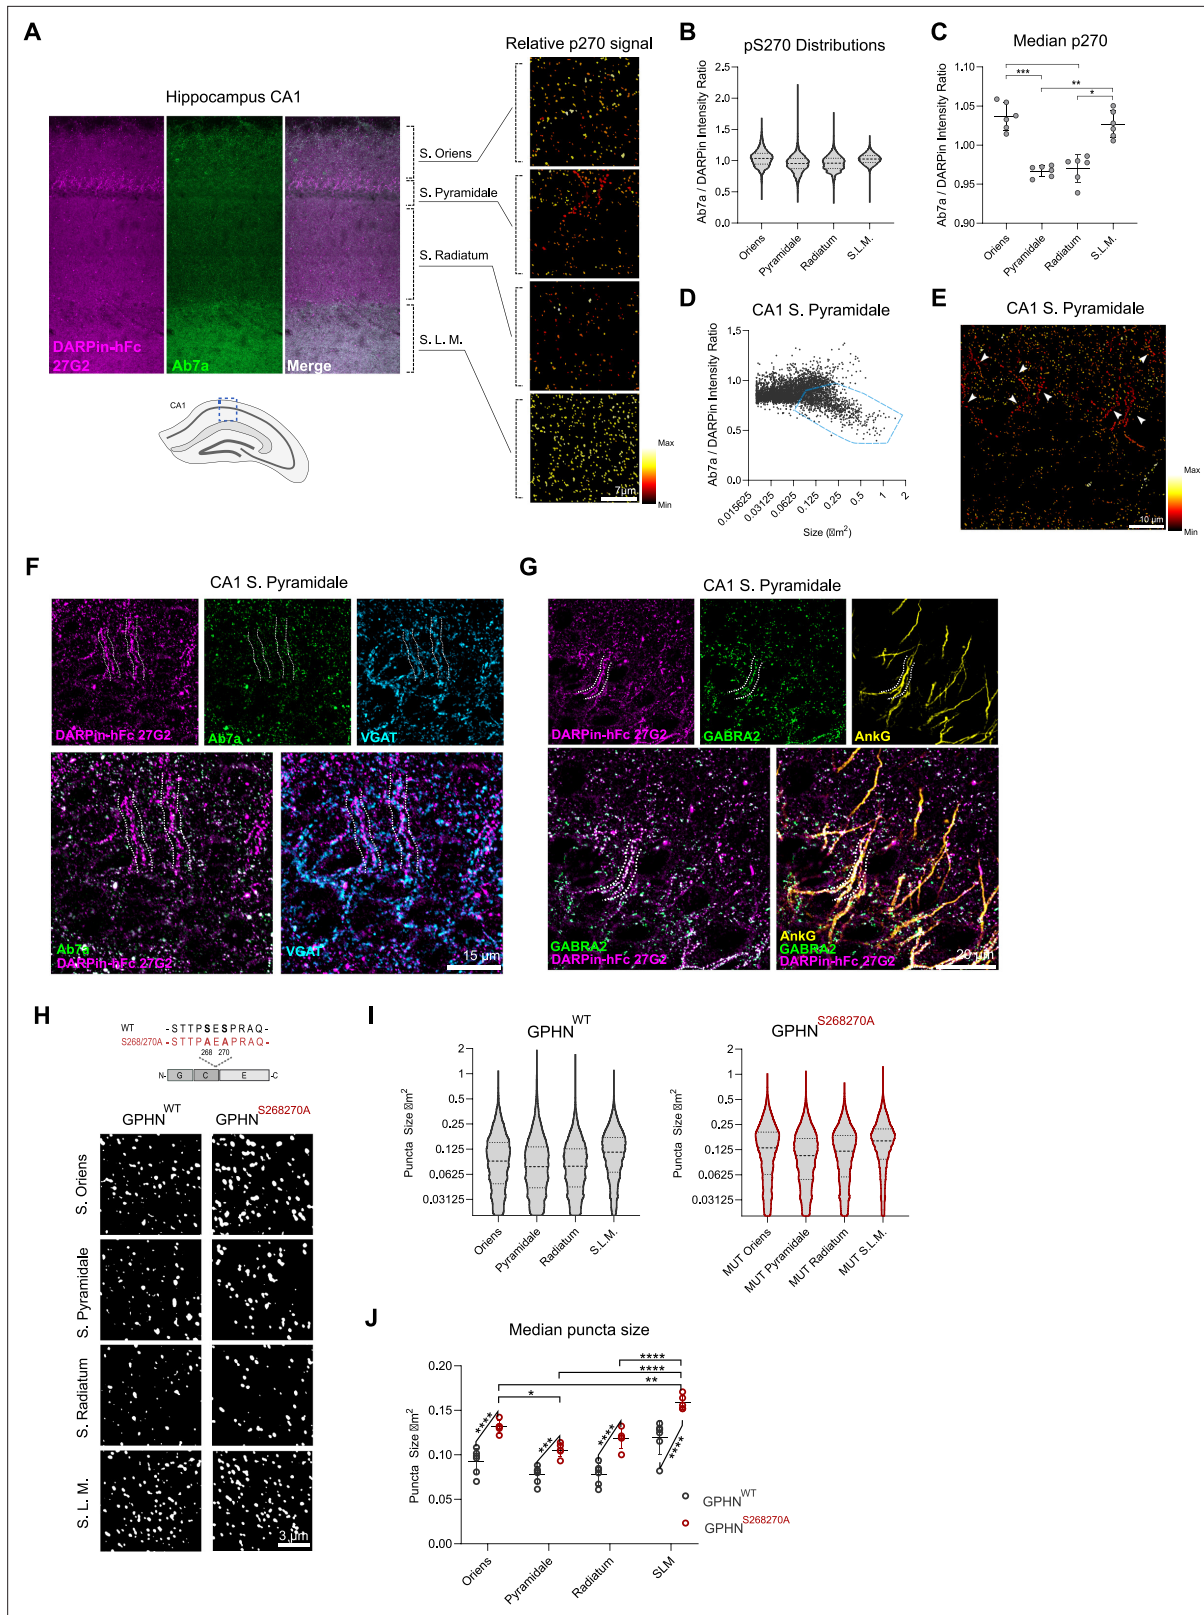 A
Hippocampus CA1
DARPin-hFc
27G2
Ab7a
Merge
S. Oriens
S. Pyramidale
S. Radiatum
S. L. M.
Relative p270 signal
7µm
Max
Min
CA1
B
pS270 Distributions
Ab7a / DARPin Intensity Ratio
2.5
2.0
1.5
1.0
0.5
0.0
Oriens
Pyramidale
Radiatum
S.L.M.
C
Median p270
Ab7a / DARPin Intensity Ratio
1.10
1.05
1.00
0.95
0.90
***
**
*
Oriens
Pyramidale
Radiatum
S.L.M.
D
CA1 S. Pyramidale
Ab7a / DARPin Intensity Ratio
1.5
1.0
0.5
0.0
0.015625
0.03125
0.0625
0.125
0.25
0.5
1
2
Size (�m²)
E
CA1 S. Pyramidale
10 µm
Max
Min
F
CA1 S. Pyramidale
DARPin-hFc 27G2
Ab7a
VGAT
Ab7a
DARPin-hFc 27G2
VGAT
15 µm
G
CA1 S. Pyramidale
DARPin-hFc 27G2
GABRA2
AnkG
GABRA2
DARPin-hFc 27G2
AnkG
GABRA2
DARPin-hFc 27G2
20 µm
H
WT -STTPSESPRAQ-
S268/270A -STTPAEAPRAQ-
268 270
N- G C E -C
GPHN^WT
GPHN^S268270A
S. Oriens
S. Pyramidale
S. Radiatum
S. L. M.
3 µm
I
GPHN^WT
Puncta Size �m²
2
1
0.5
0.25
0.125
0.0625
0.03125
Oriens
Pyramidale
Radiatum
S.L.M.
GPHN^S268270A
Puncta Size �m²
2
1
0.5
0.25
0.125
0.0625
0.03125
MUT Oriens
MUT Pyramidale
MUT Radiatum
MUT S.L.M.
J
Median puncta size
Puncta Size �m²
0.20
0.15
0.10
0.05
0.00
****
****
**
*
****
***
****
****
Oriens
Pyramidale
Radiatum
SLM
GPHN^WT
GPHN^S268270A